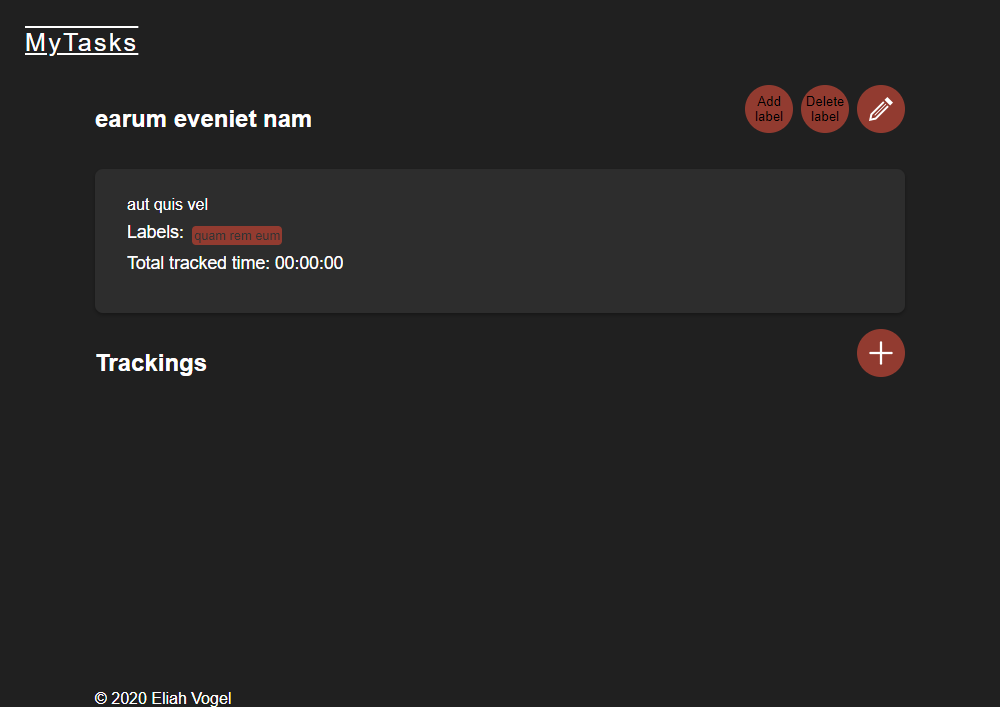 MyTasks
earum eveniet nam
Add
label
Delete
label
aut quis vel
Labels: quam rem eum
Total tracked time: 00:00:00
Trackings
© 2020 Eliah Vogel